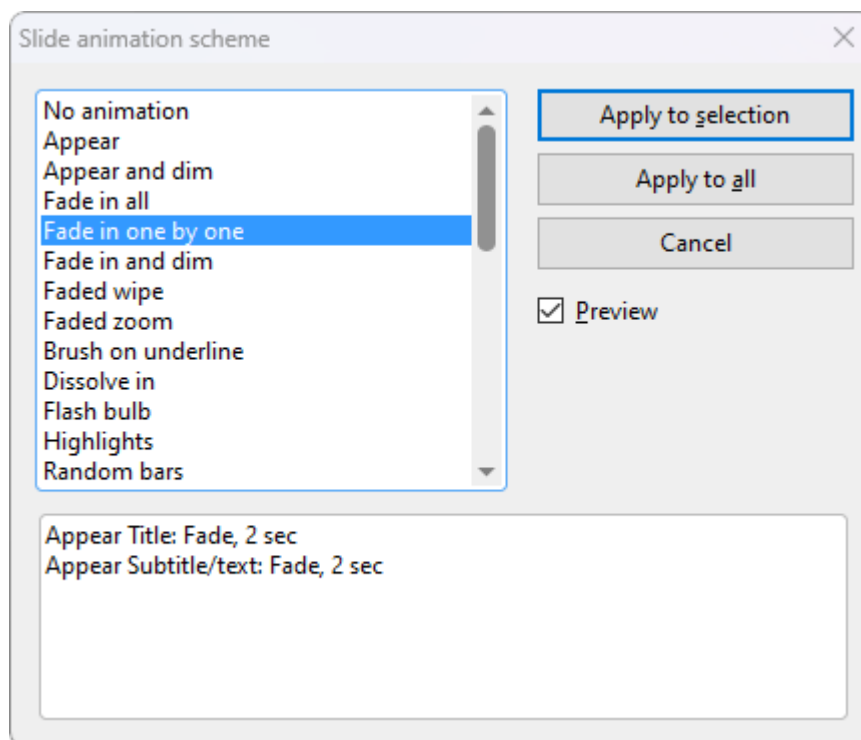 Slide animation scheme
No animation
Appear
Appear and dim
Fade in all
Fade in one by one
Fade in and dim
Faded wipe
Faded zoom
Brush on underline
Dissolve in
Flash bulb
Highlights
Random bars
Apply to selection
Apply to all
Cancel
Preview
Appear Title: Fade, 2 sec
Appear Subtitle/text: Fade, 2 sec